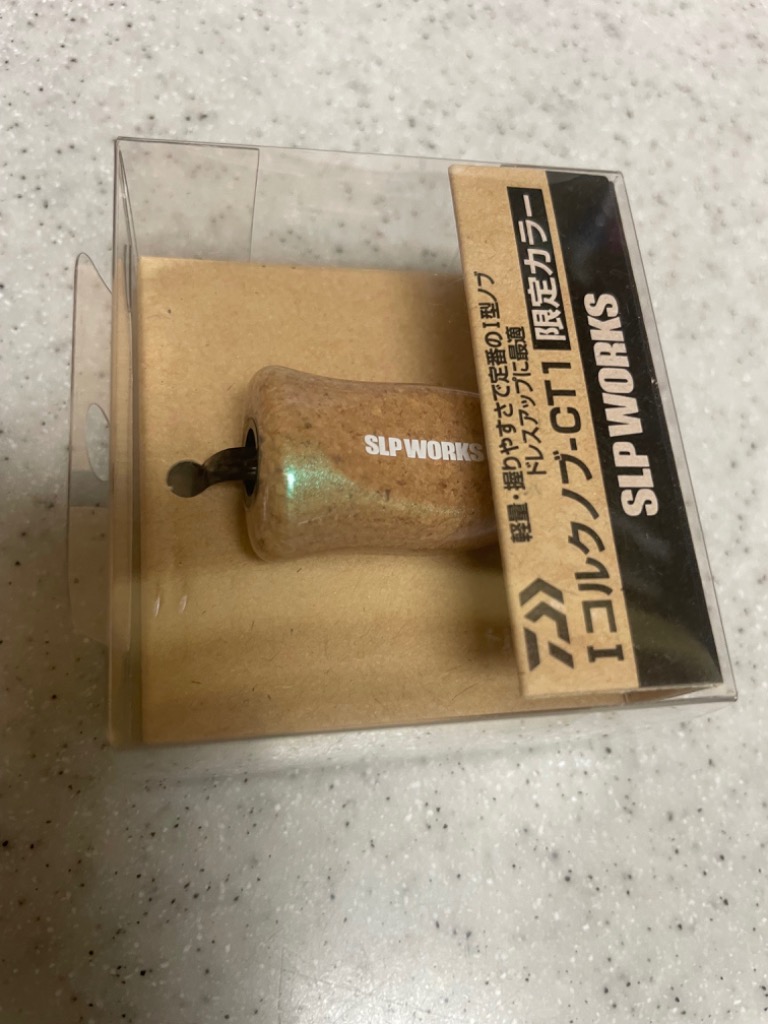 軽量・握りやすさで定番のI型ノブ
ドレスアップに最適
Iコルクノブ-CT1 限定カラー
SLP WORKS
SLP WORKS